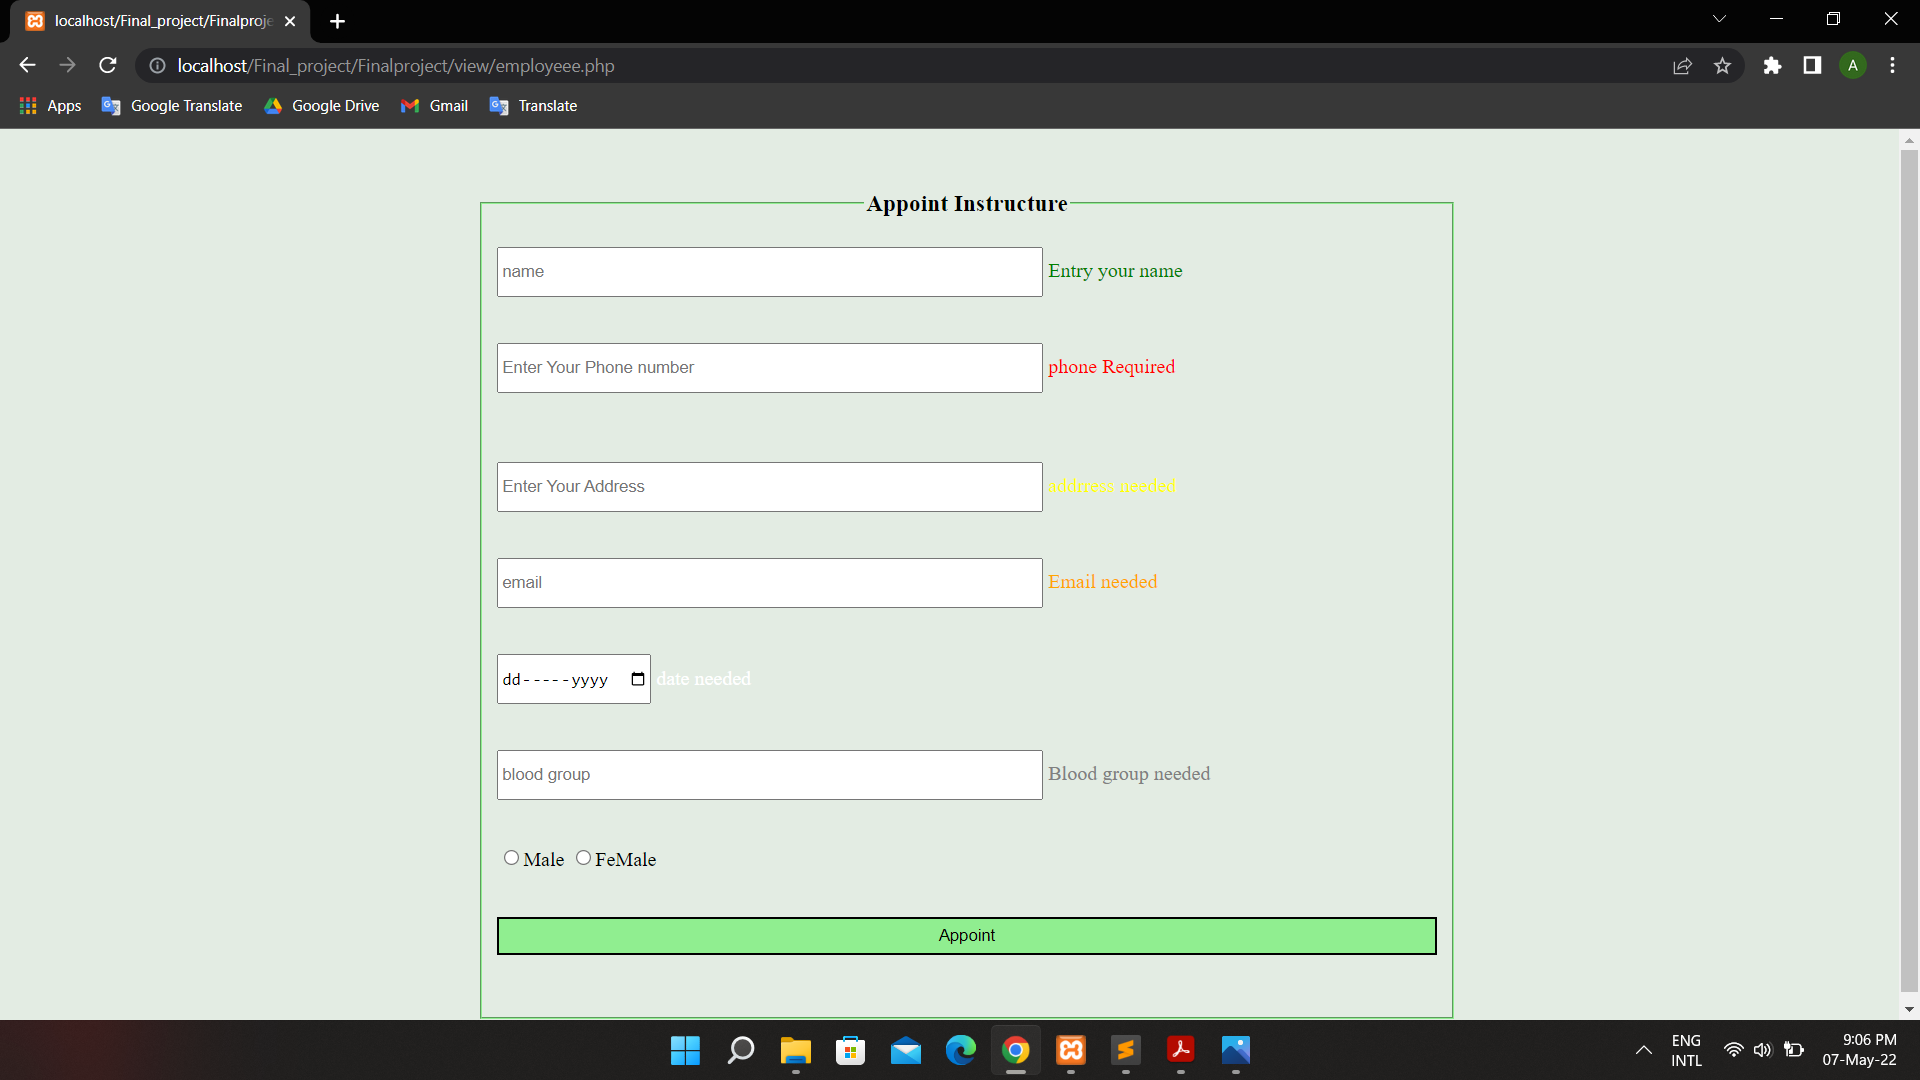 localhost/Final_project/Finalproje
localhost/Final_project/Finalproject/view/employeee.php
A
Apps Google Translate Google Drive Gmail Translate
Appoint Instructure
name Entry your name
Enter Your Phone number phone Required
Enter Your Address addrress needed
email Email needed
dd-----yyyy date needed
blood group Blood group needed
Male FeMale
Appoint
ENG 9:06 PM
INTL 07-May-22